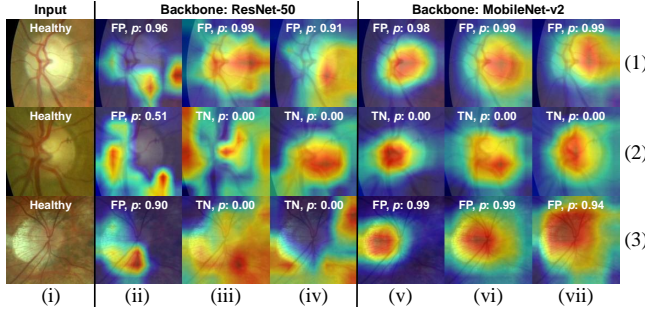 Input Backbone: ResNet-50 Backbone: MobileNet-v2
Healthy FP, p: 0.96 FP, p: 0.99 FP, p: 0.91 FP, p: 0.98 FP, p: 0.99 FP, p: 0.99 (1)
Healthy FP, p: 0.51 TN, p: 0.00 TN, p: 0.00 TN, p: 0.00 TN, p: 0.00 TN, p: 0.00 (2)
Healthy FP, p: 0.90 TN, p: 0.00 TN, p: 0.00 FP, p: 0.99 FP, p: 0.99 FP, p: 0.94 (3)
(i) (ii) (iii) (iv) (v) (vi) (vii)